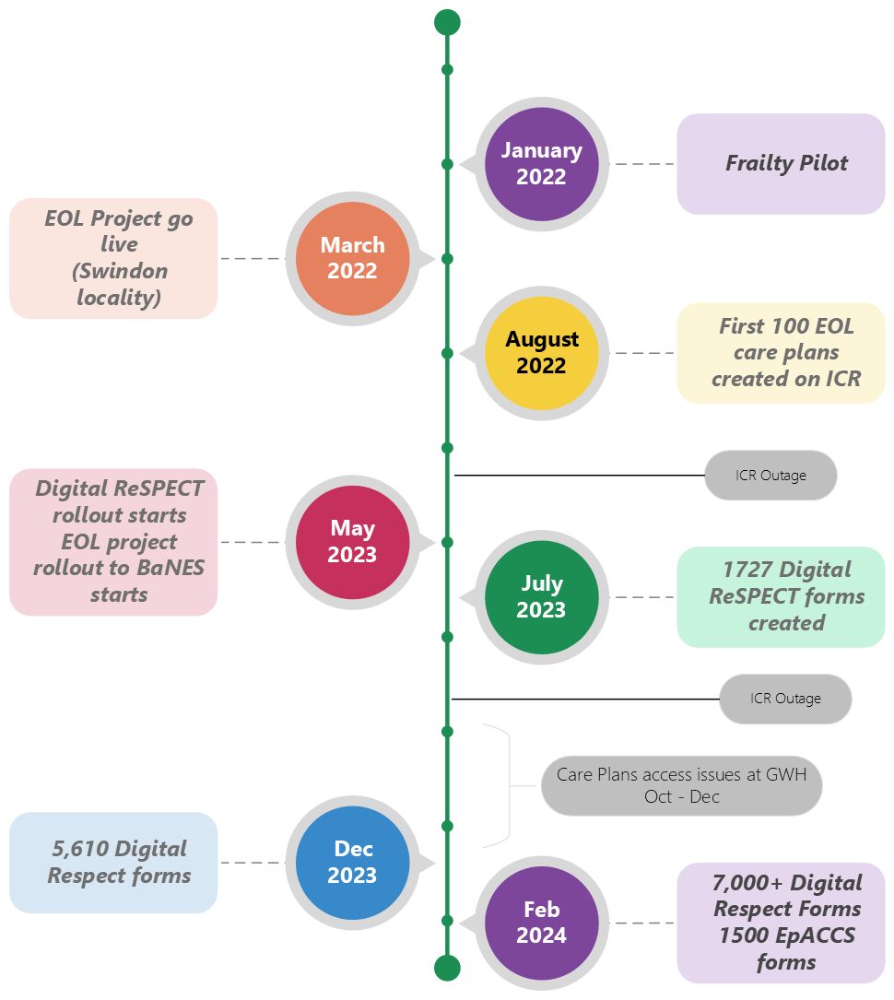 January
2022
Frailty Pilot
EOL Project go
live
(Swindon
locality)
March
2022
August
2022
First 100 EOL
care plans
created on ICR
ICR Outage
Digital ReSPECT
rollout starts
EOL project
rollout to BaNES
starts
May
2023
July
2023
1727 Digital
ReSPECT forms
created
ICR Outage
Care Plans access issues at GWH
Oct - Dec
5,610 Digital
Respect forms
Dec
2023
Feb
2024
7,000+ Digital
Respect Forms
1500 EpACCS
forms